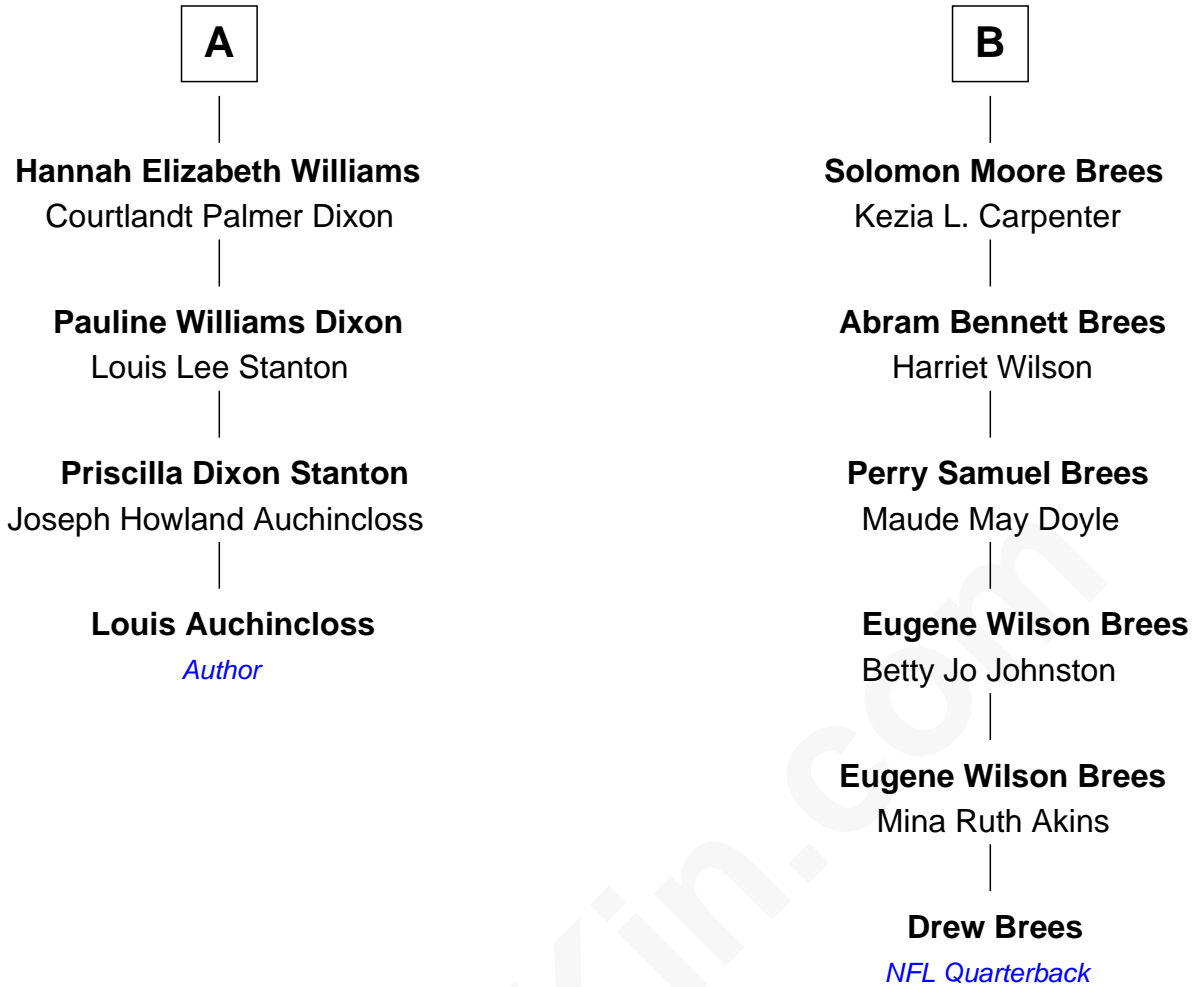 A
Hannah Elizabeth Williams
Courtlandt Palmer Dixon
Pauline Williams Dixon
Louis Lee Stanton
Priscilla Dixon Stanton
Joseph Howland Auchincloss
Louis Auchincloss
Author
B
Solomon Moore Brees
Kezia L. Carpenter
Abram Bennett Brees
Harriet Wilson
Perry Samuel Brees
Maude May Doyle
Eugene Wilson Brees
Betty Jo Johnston
Eugene Wilson Brees
Mina Ruth Akins
Drew Brees
NFL Quarterback
Kin.com